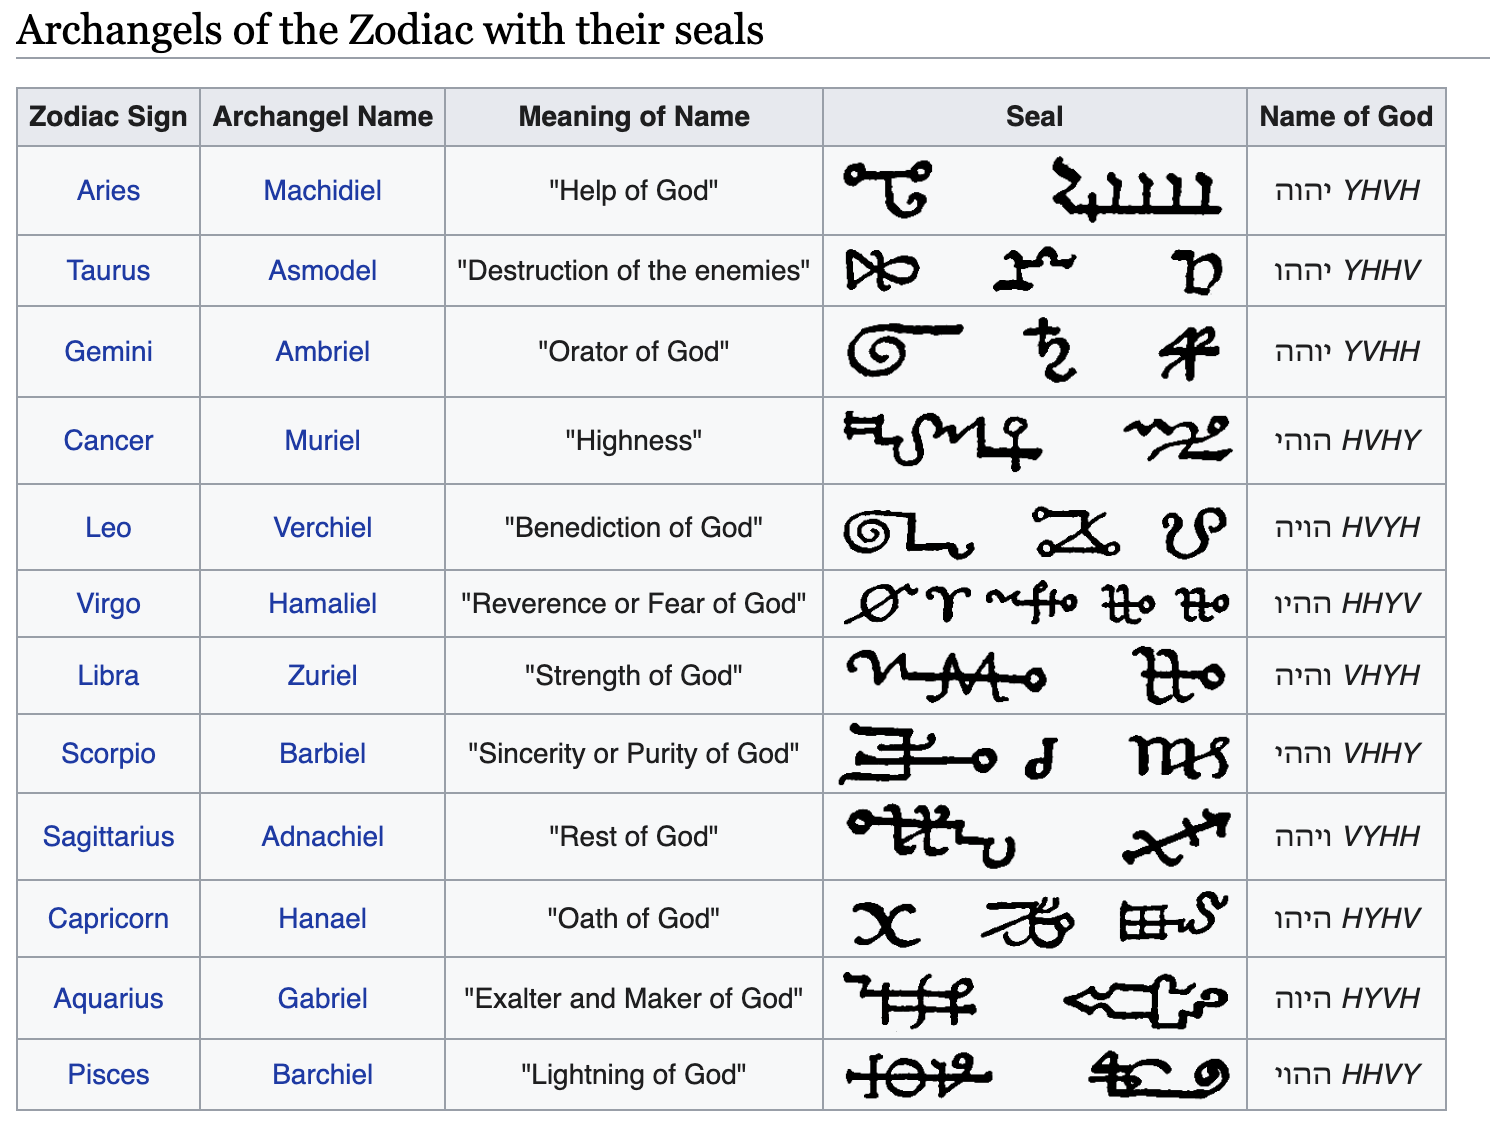 Archangels of the Zodiac with their seals
Zodiac Sign Archangel Name Meaning of Name Seal Name of God
Aries Machidiel "Help of God" יהוה YHVH
Taurus Asmodel "Destruction of the enemies" יההו YHHV
Gemini Ambriel "Orator of God" יוהה YVHH
Cancer Muriel "Highness" הוהי HVHY
Leo Verchiel "Benediction of God" הויה HVYH
Virgo Hamaliel "Reverence or Fear of God" ההיו HHYV
Libra Zuriel "Strength of God" והיה VHYH
Scorpio Barbiel "Sincerity or Purity of God" וההי VHHY
Sagittarius Adnachiel "Rest of God" ויהה VYHH
Capricorn Hanael "Oath of God" היהו HYHV
Aquarius Gabriel "Exalter and Maker of God" היוה HYVH
Pisces Barchiel "Lightning of God" ההוי HHVY